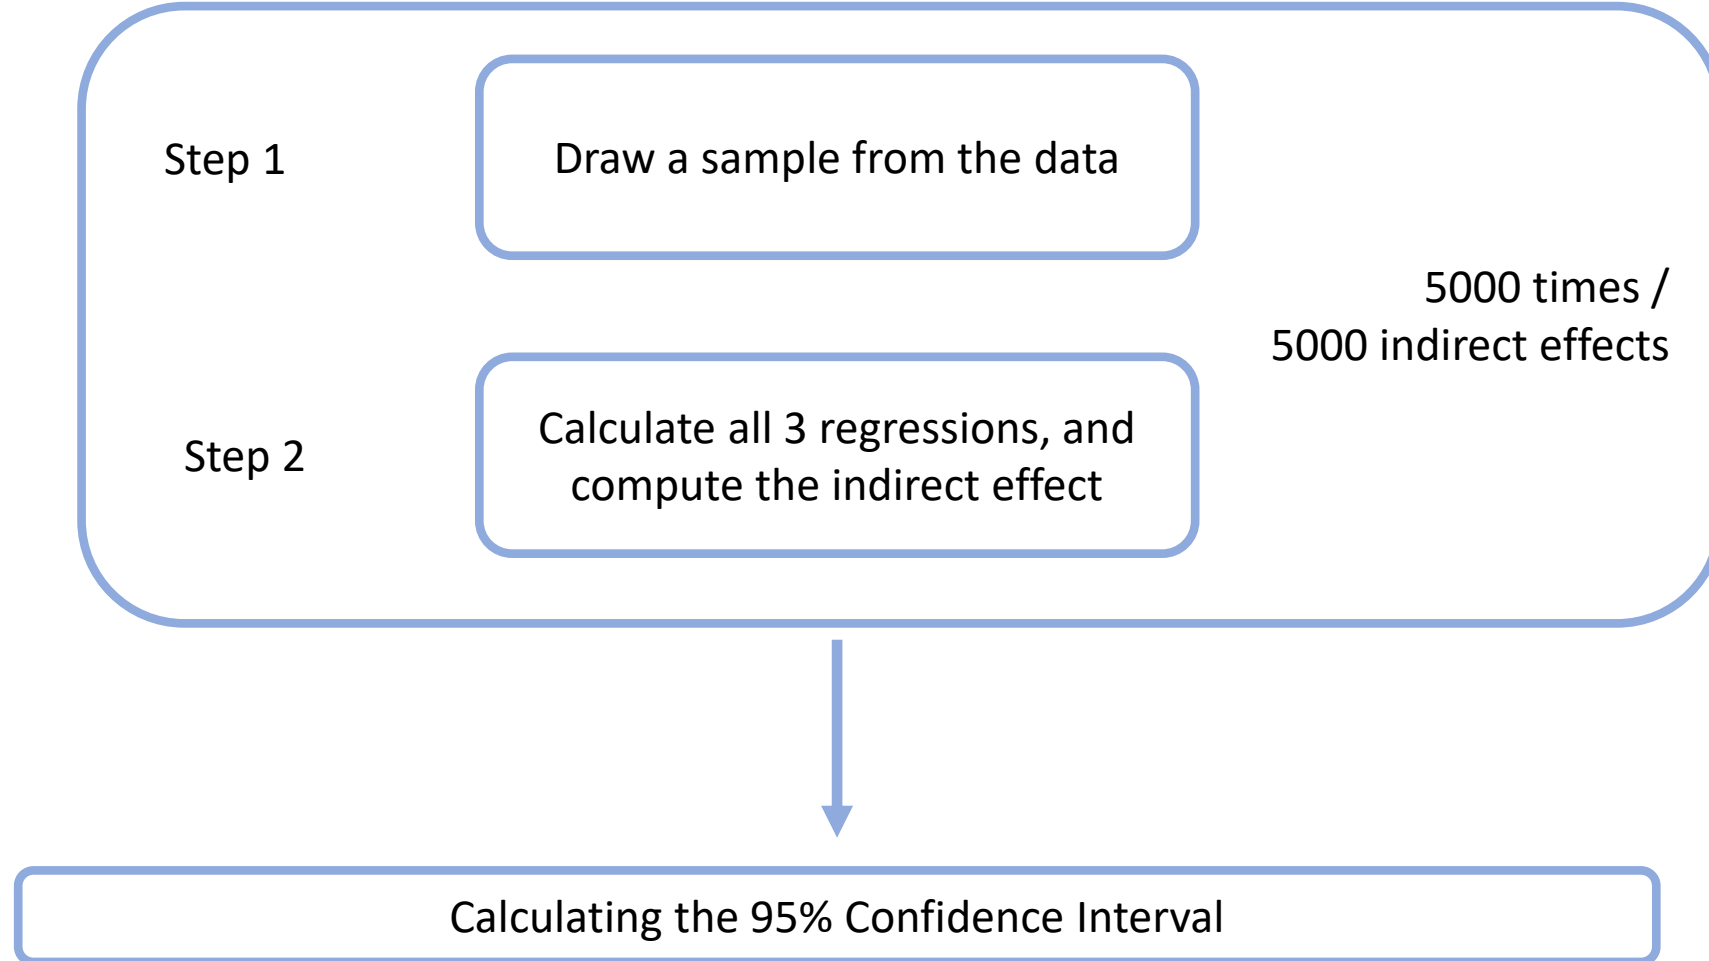 Step 1
Draw a sample from the data
5000 times /
5000 indirect effects
Step 2
Calculate all 3 regressions, and
compute the indirect effect
Calculating the 95% Confidence Interval